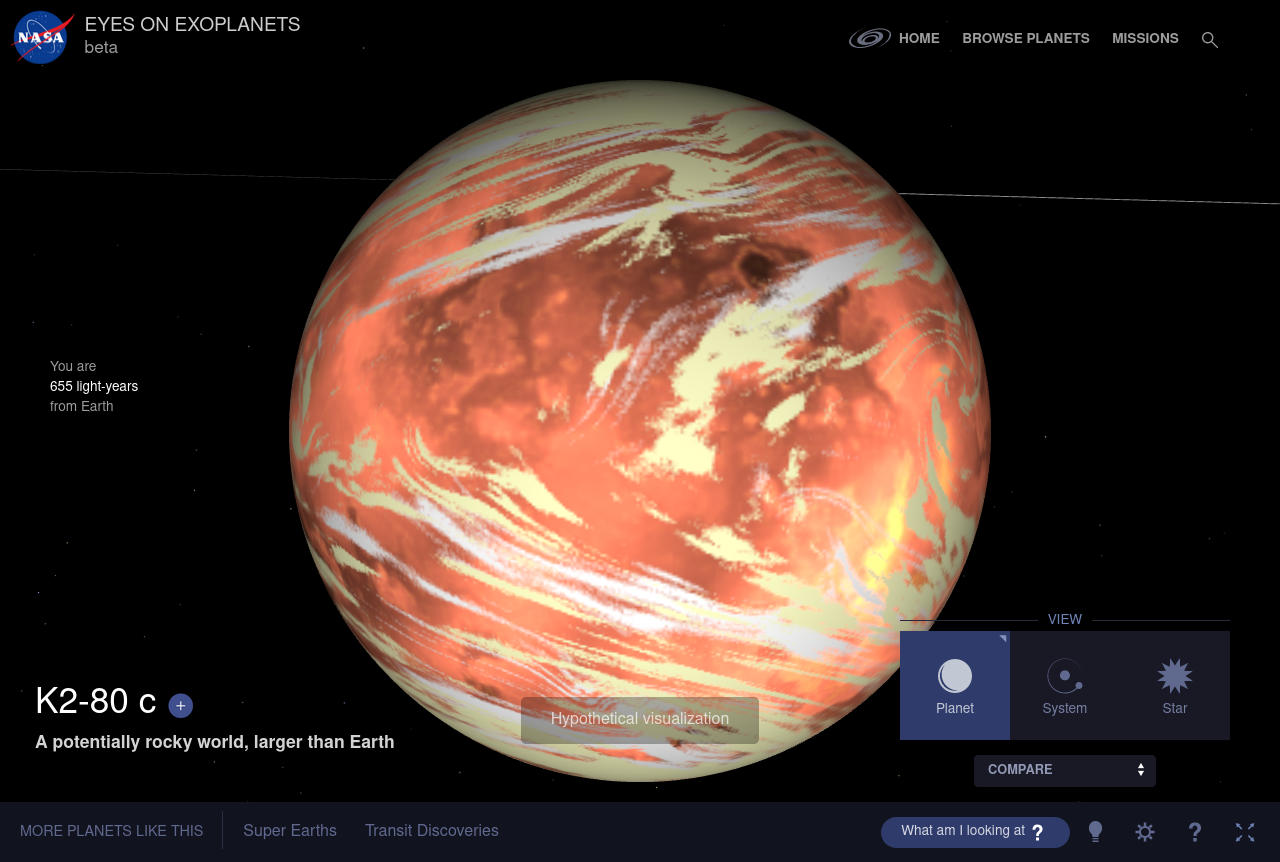 NASA
EYES ON EXOPLANETS
beta
HOME
BROWSE PLANETS
MISSIONS
You are
655 light-years
from Earth
VIEW
Planet
System
Star
K2-80 c +
A potentially rocky world, larger than Earth
Hypothetical visualization
COMPARE
MORE PLANETS LIKE THIS
Super Earths
Transit Discoveries
What am I looking at ?
?